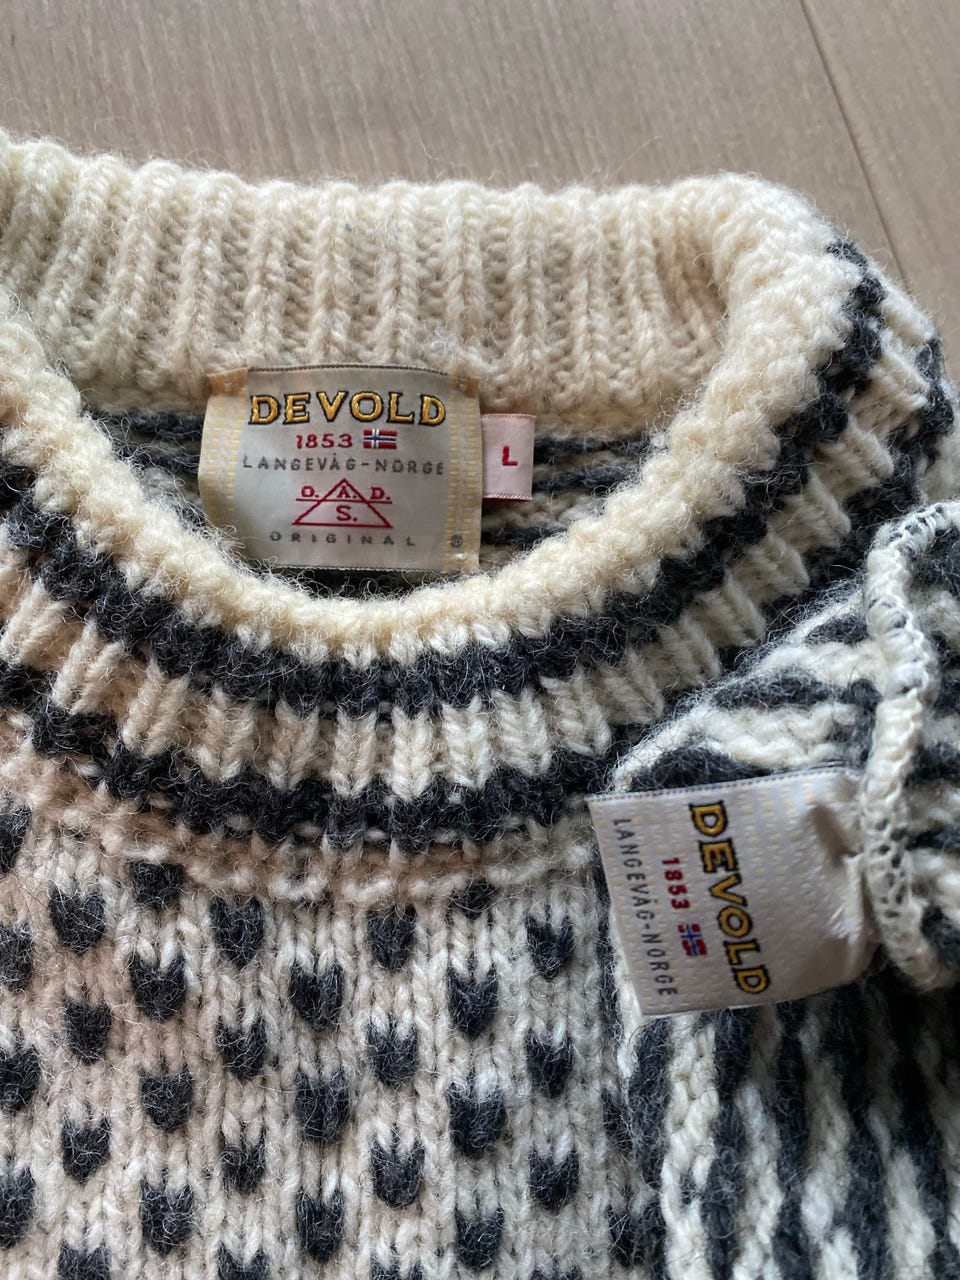 DEVOLD
1853
LANGEVÅG-NORGE
O. A. D.
S.
ORIGINAL ®
L
DEVOLD
1853
LANGEVÅG-NORGE